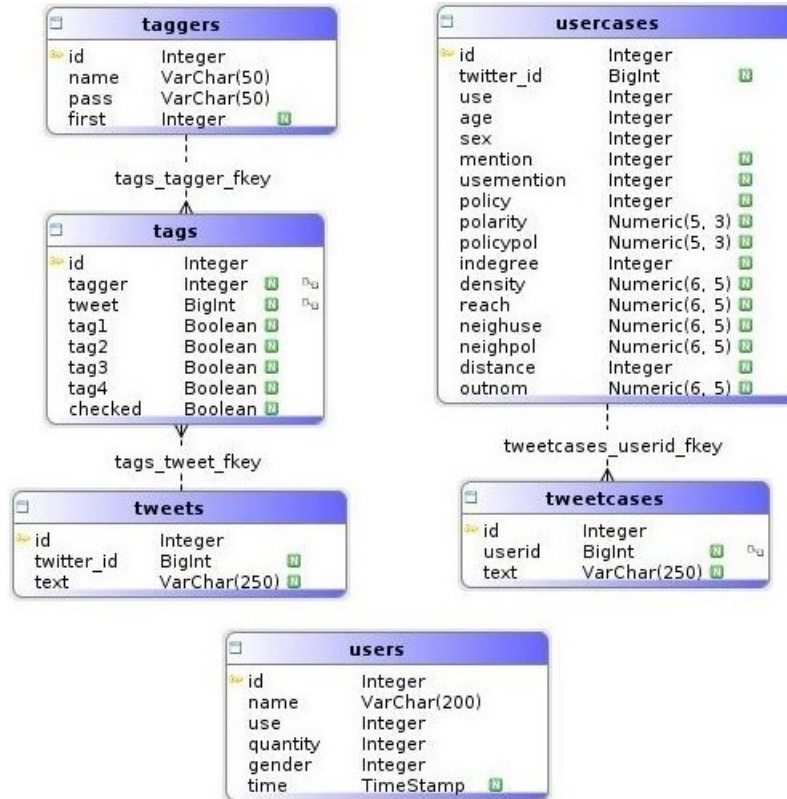 taggers
id Integer
name VarChar(50)
pass VarChar(50)
first Integer N
tags_tagger_fkey
tags
id Integer
tagger Integer N
tweet BigInt N
tag1 Boolean N
tag2 Boolean N
tag3 Boolean N
tag4 Boolean N
checked Boolean N
tags_tweet_fkey
tweets
id Integer
twitter_id BigInt N
text VarChar(250) N
usercases
id Integer
twitter_id BigInt N
use Integer
age Integer
sex Integer
mention Integer N
usemention Integer N
policy Integer N
polarity Numeric(5, 3) N
policypol Numeric(5, 3) N
indegree Integer N
density Numeric(6, 5) N
reach Numeric(6, 5) N
neighuse Numeric(6, 5) N
neighpol Numeric(6, 5) N
distance Integer N
outnom Numeric(6, 5) N
tweetcases_userid_fkey
tweetcases
id Integer
userid BigInt N
text VarChar(250) N
users
id Integer
name VarChar(200)
use Integer
quantity Integer
gender Integer
time TimeStamp N